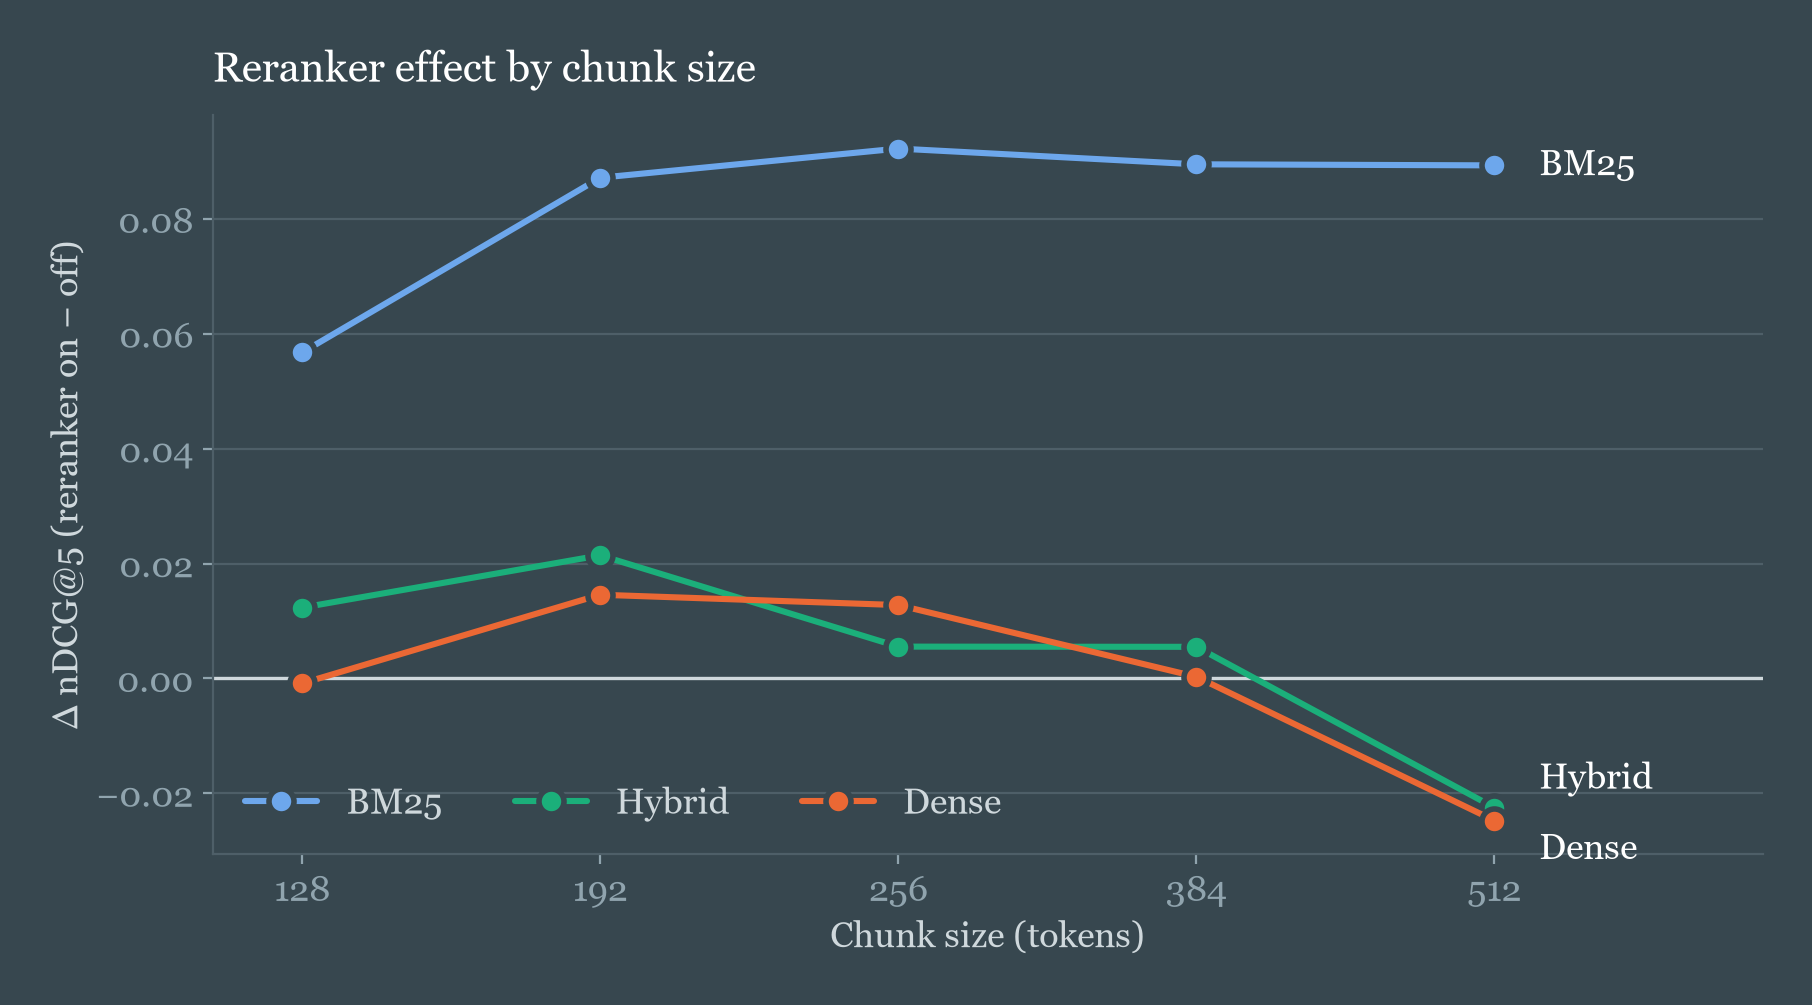 Reranker effect by chunk size
Δ nDCG@5 (reranker on − off)
0.08
0.06
0.04
0.02
0.00
−0.02
BM25
Hybrid
Dense
BM25 Hybrid Dense
128 192 256 384 512
Chunk size (tokens)